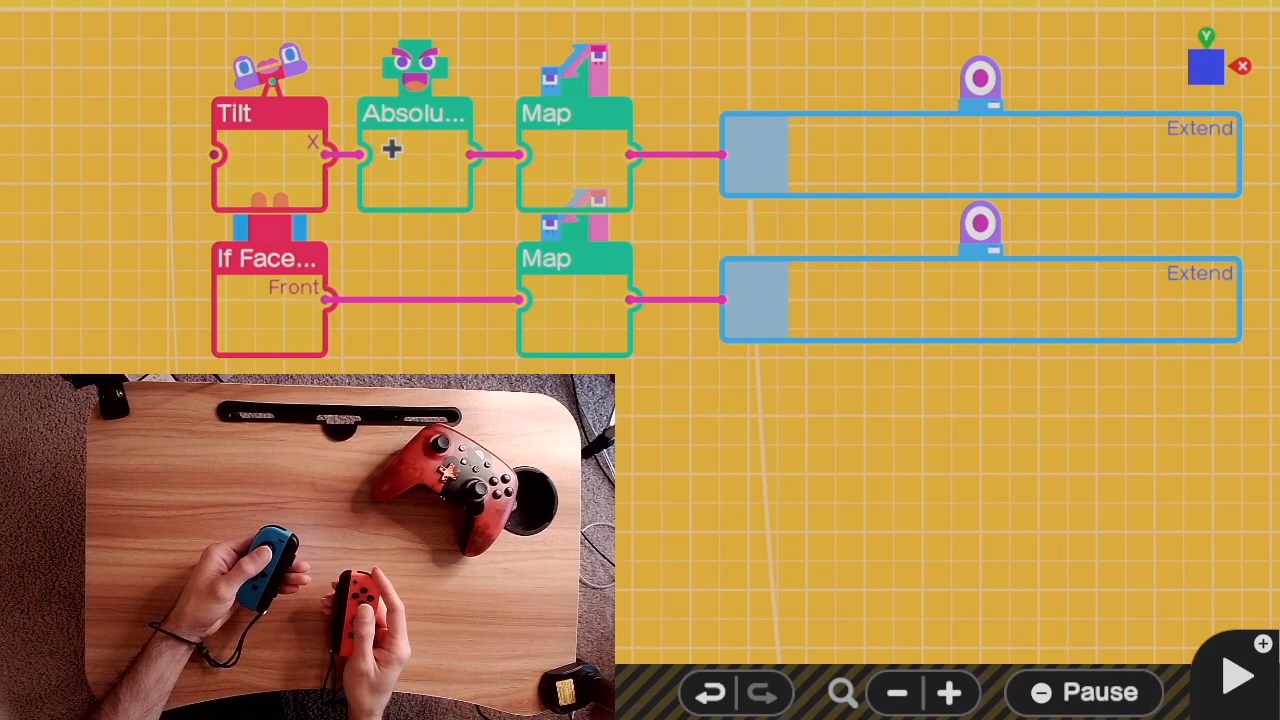 Y
Tilt
Absolu...
Map
X
Extend
If Face...
Map
Front
Extend
Pause